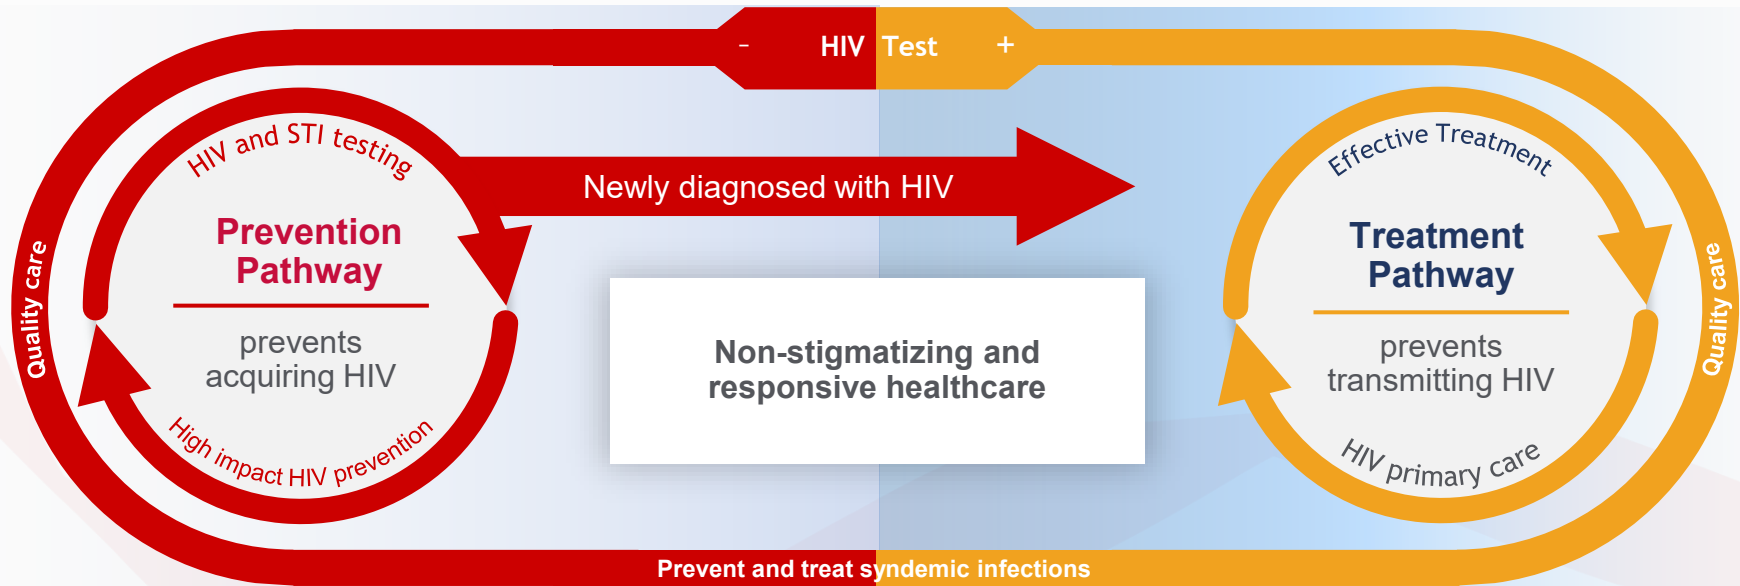 - HIV Test +
HIV and STI testing
Prevention
Pathway
prevents
acquiring HIV
High impact HIV prevention
Quality care
Newly diagnosed with HIV
Non-stigmatizing and
responsive healthcare
Effective Treatment
Treatment
Pathway
prevents
transmitting HIV
HIV primary care
Quality care
Prevent and treat syndemic infections